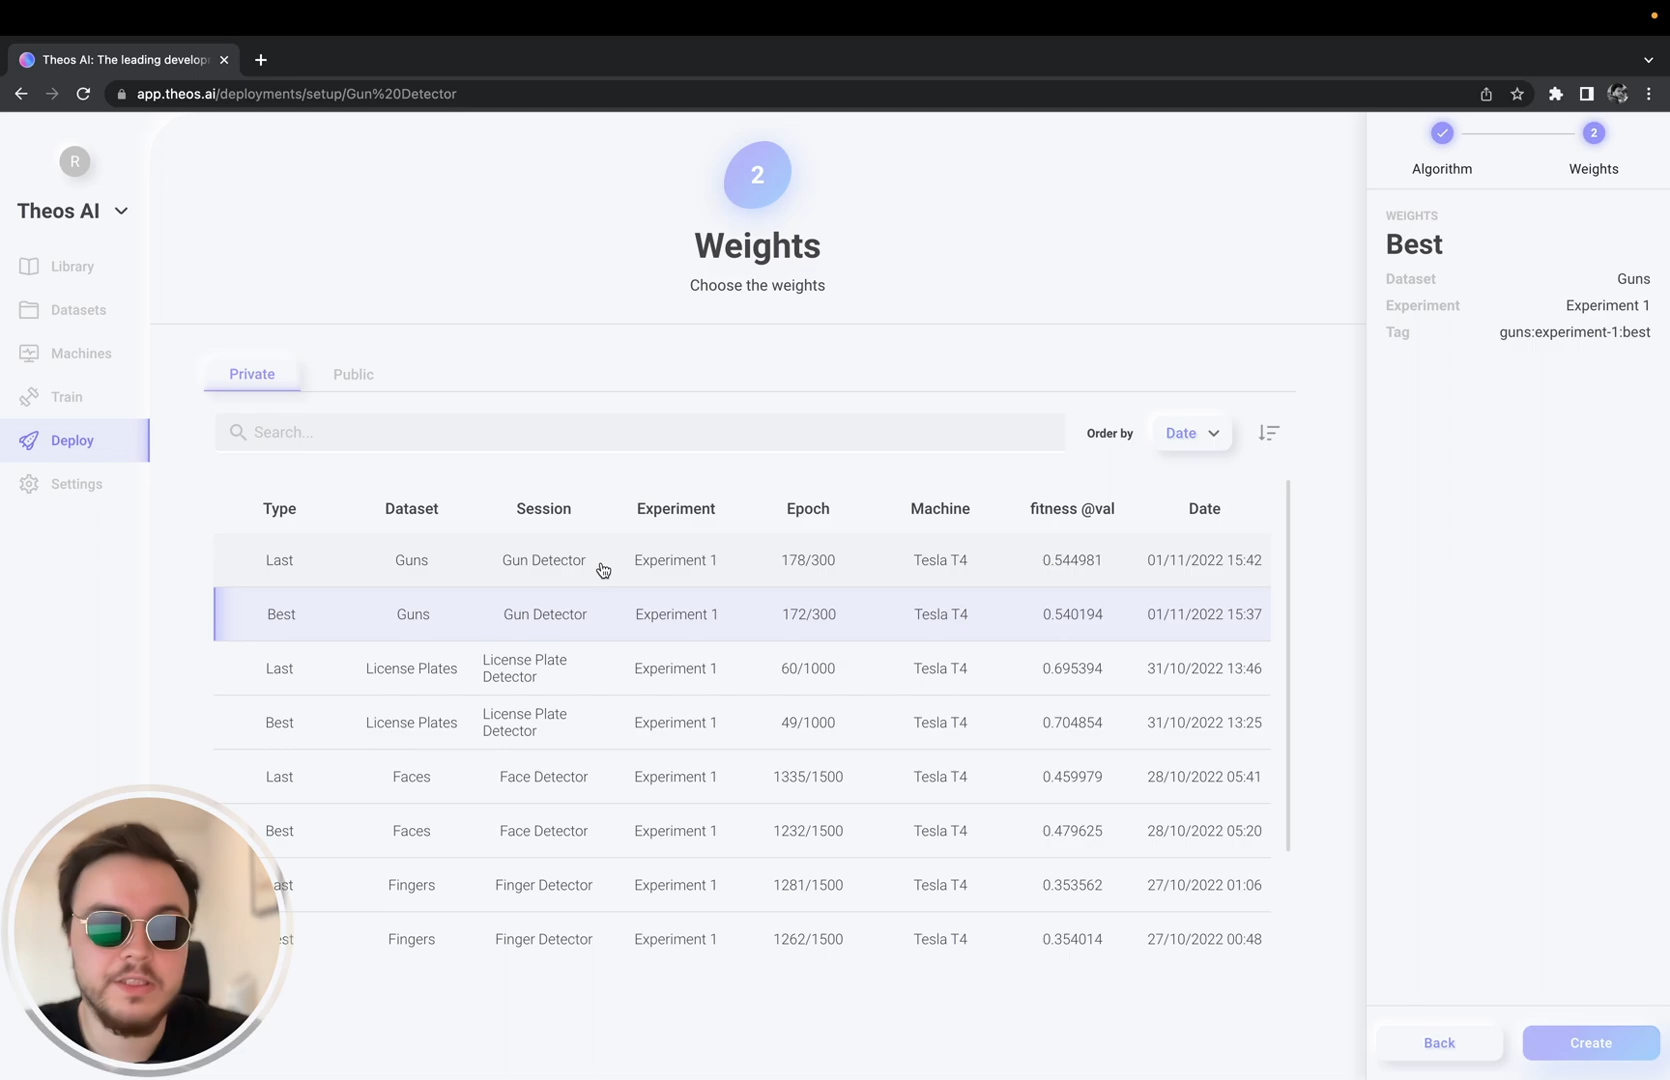 Theos AI: The leading develop
app.theos.ai/deployments/setup/Gun%20Detector
R
Theos AI
Library
Datasets
Machines
Train
Deploy
Settings
2
Weights
Choose the weights
Private
Public
Search...
Order by
Date
Type Dataset Session Experiment Epoch Machine fitness @val Date
Last Guns Gun Detector Experiment 1 178/300 Tesla T4 0.544981 01/11/2022 15:42
Best Guns Gun Detector Experiment 1 172/300 Tesla T4 0.540194 01/11/2022 15:37
Last License Plates License Plate Detector Experiment 1 60/1000 Tesla T4 0.695394 31/10/2022 13:46
Best License Plates License Plate Detector Experiment 1 49/1000 Tesla T4 0.704854 31/10/2022 13:25
Last Faces Face Detector Experiment 1 1335/1500 Tesla T4 0.459979 28/10/2022 05:41
Best Faces Face Detector Experiment 1 1232/1500 Tesla T4 0.479625 28/10/2022 05:20
ast Fingers Finger Detector Experiment 1 1281/1500 Tesla T4 0.353562 27/10/2022 01:06
est Fingers Finger Detector Experiment 1 1262/1500 Tesla T4 0.354014 27/10/2022 00:48
2
Algorithm
Weights
WEIGHTS
Best
Dataset Guns
Experiment Experiment 1
Tag guns:experiment-1:best
Back
Create